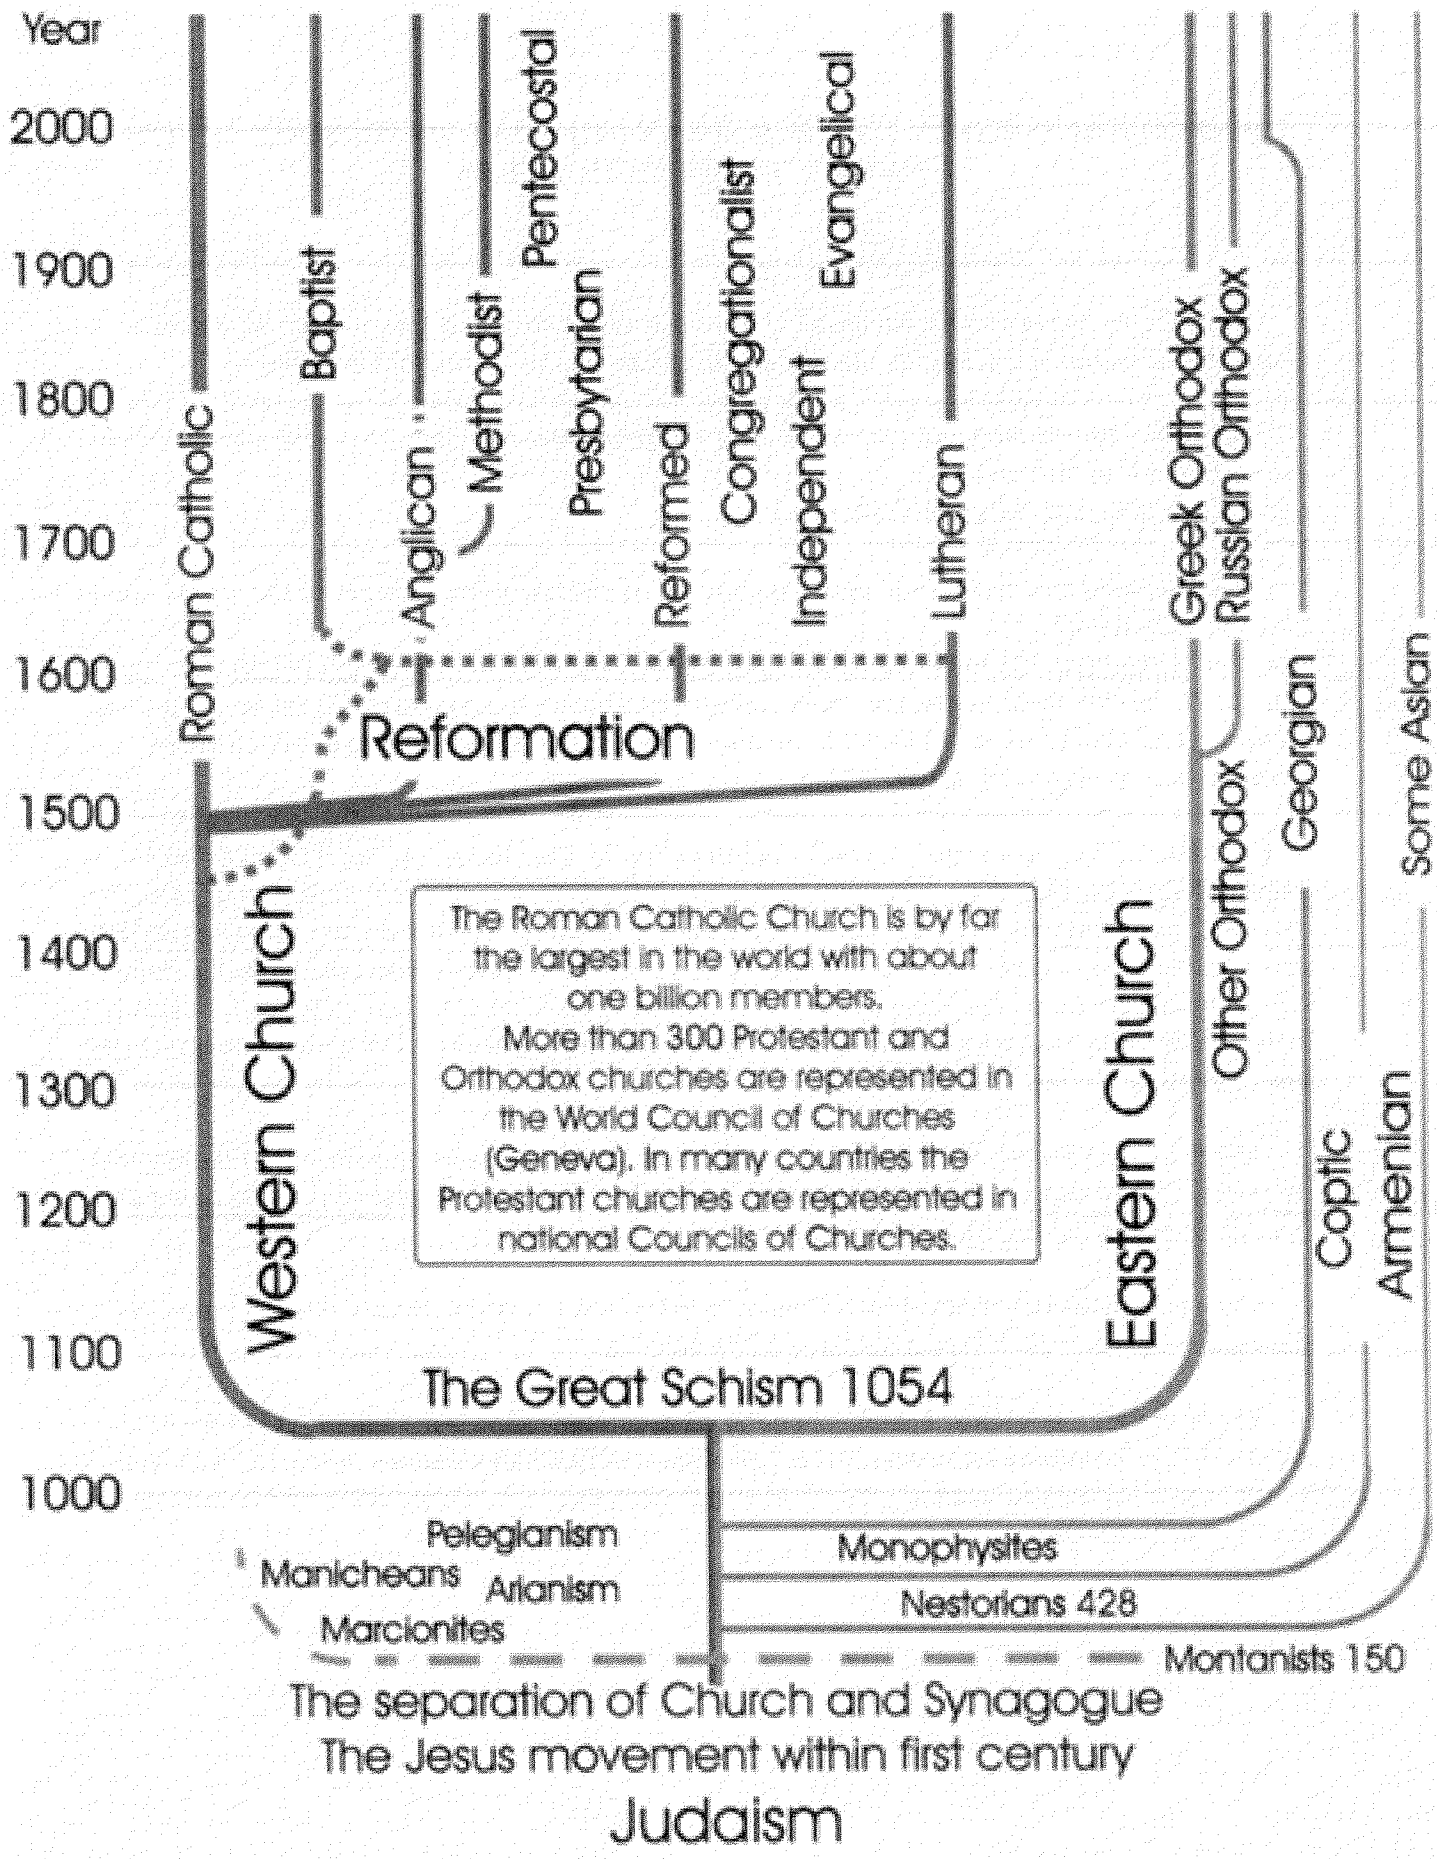 Year
2000
1900
1800
1700
1600
1500
1400
1300
1200
1100
1000
Roman Catholic
Baptist
Anglican
Methodist
Pentecostal
Presbytarian
Reformed
Congregationalist
Independent
Evangelical
Lutheran
Greek Orthodox
Russian Orthodox
Other Orthodox
Georgian
Coptic
Armenian
Some Asian
Reformation
Western Church
Eastern Church
The Roman Catholic Church is by far
the largest in the world with about
one billion members.
More than 300 Protestant and
Orthodox churches are represented in
the World Council of Churches
(Geneva). In many countries the
Protestant churches are represented in
national Councils of Churches.
The Great Schism 1054
Pelegianism
Manicheans
Arianism
Marcionites
Monophysites
Nestorians 428
Montanists 150
The separation of Church and Synagogue
The Jesus movement within first century
Judaism